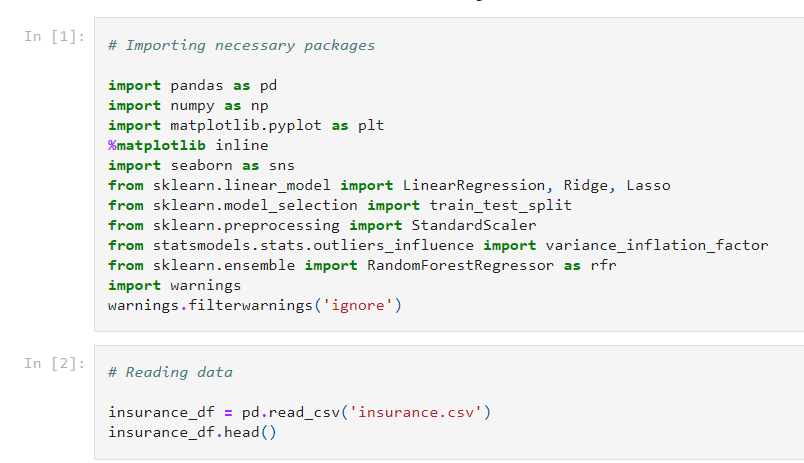 In [1]:
# Importing necessary packages
import pandas as pd
import numpy as np
import matplotlib.pyplot as plt
%matplotlib inline
import seaborn as sns
from sklearn.linear_model import LinearRegression, Ridge, Lasso
from sklearn.model_selection import train_test_split
from sklearn.preprocessing import StandardScaler
from statsmodels.stats.outliers_influence import variance_inflation_factor
from sklearn.ensemble import RandomForestRegressor as rfr
import warnings
warnings.filterwarnings('ignore')
In [2]:
# Reading data
insurance_df = pd.read_csv('insurance.csv')
insurance_df.head()